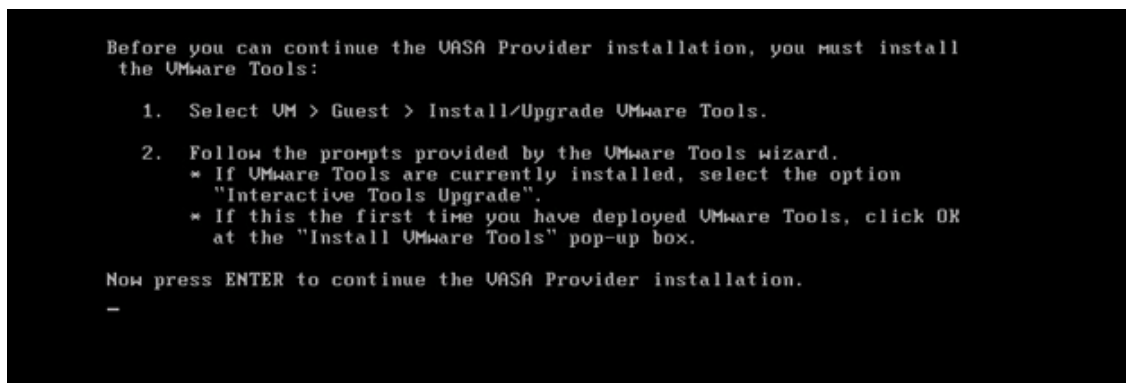 Before you can continue the VASA Provider installation, you must install
the VMware Tools:
1. Select VM > Guest > Install/Upgrade VMware Tools.
2. Follow the prompts provided by the VMware Tools wizard.
* If VMware Tools are currently installed, select the option
"Interactive Tools Upgrade".
* If this the first time you have deployed VMware Tools, click OK
at the "Install VMware Tools" pop-up box.
Now press ENTER to continue the VASA Provider installation.
_